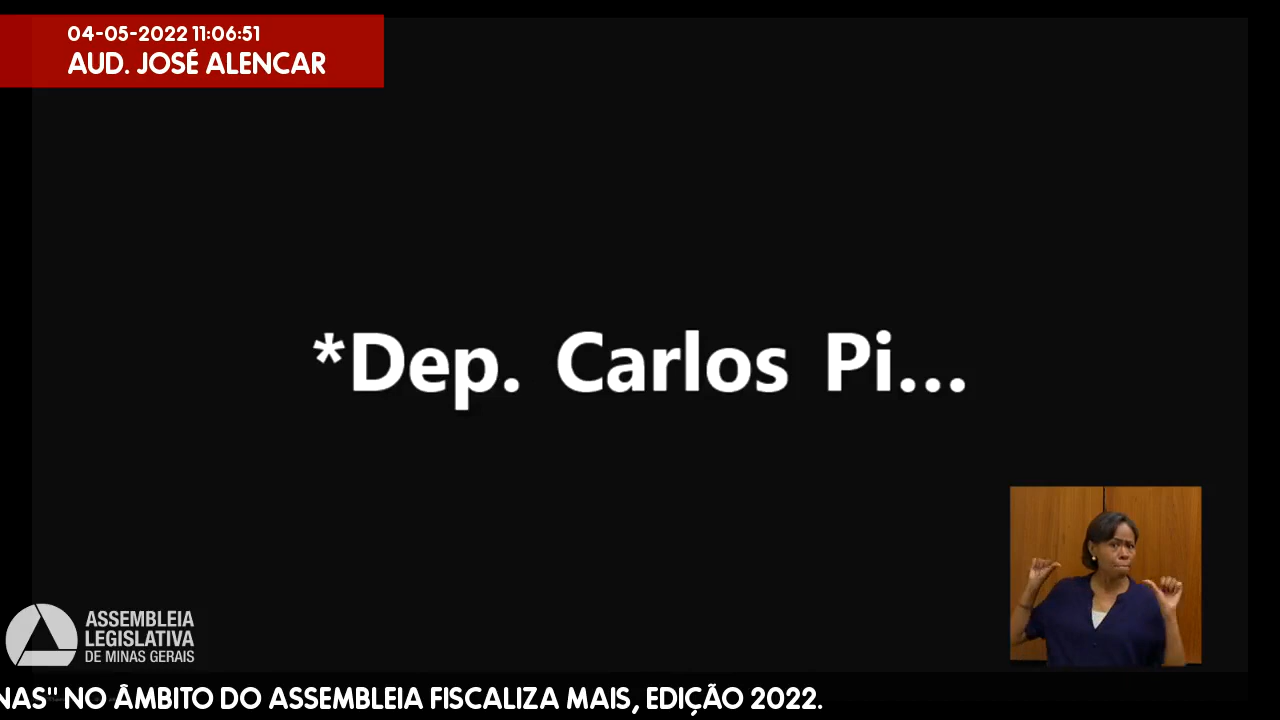 04-05-2022 11:06:51
AUD. JOSÉ ALENCAR
*Dep. Carlos Pi...
ASSEMBLEIA
LEGISLATIVA
DE MINAS GERAIS
NAS" NO ÂMBITO DO ASSEMBLEIA FISCALIZA MAIS, EDIÇÃO 2022.